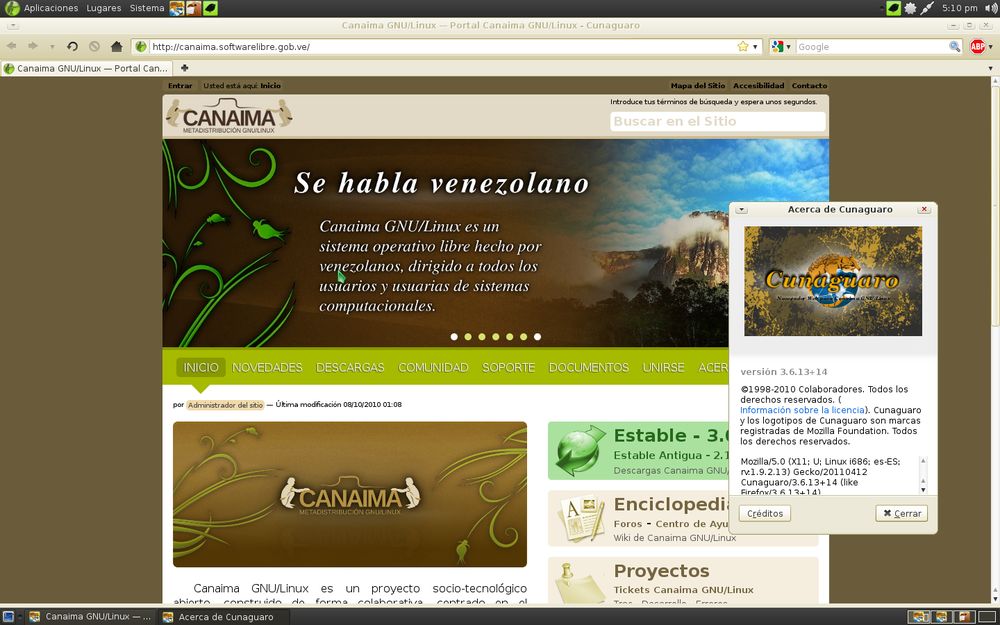 Aplicaciones Lugares Sistema 5:10 pm
Canaima GNU/Linux — Portal Canaima GNU/Linux - Cunaguaro
http://canaima.softwarelibre.gob.ve/ Google ABP
Canaima GNU/Linux — Portal Can...
Entrar Usted está aquí: Inicio Mapa del Sitio Accesibilidad Contacto
Introduce tus términos de búsqueda y espera unos segundos.
CANAIMA
METADISTRIBUCIÓN GNU/LINUX
Buscar en el Sitio
Se habla venezolano
Canaima GNU/Linux es un
sistema operativo libre hecho por
venezolanos, dirigido a todos los
usuarios y usuarias de sistemas
computacionales.
INICIO NOVEDADES DESCARGAS COMUNIDAD SOPORTE DOCUMENTOS UNIRSE ACER
por Administrador del sitio — Última modificación 08/10/2010 01:08
CANAIMA
METADISTRIBUCIÓN GNU/LINUX
Canaima GNU/Linux es un proyecto socio-tecnológico
abierto, construido de forma colaborativa, centrado en el
Estable - 3.0
Estable Antigua - 2.1
Descargas Canaima GNU/
Enciclopedi
Foros - Centro de Ayu
Wiki de Canaima GNU/Linux
Proyectos
Tickets Canaima GNU/Linux
Trac - Desarrollo - Errores
Acerca de Cunaguaro
Cunaguaro
versión 3.6.13+14
©1998-2010 Colaboradores. Todos los
derechos reservados. (
Información sobre la licencia). Cunaguaro
y los logotipos de Cunaguaro son marcas
registradas de Mozilla Foundation. Todos
los derechos reservados.
Mozilla/5.0 (X11; U; Linux i686; es-ES;
rv:1.9.2.13) Gecko/20110412
Cunaguaro/3.6.13+14 (like
Firefox/3.6.13+14)
Créditos Cerrar
Canaima GNU/Linux — ... Acerca de Cunaguaro